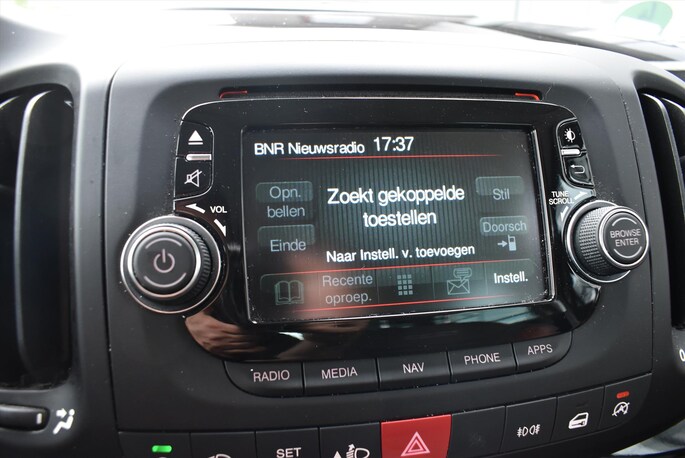 BNR Nieuwsradio 17:37
Opn.
bellen
Zoekt gekoppelde
toestellen
Stil
Einde
Doorsch
Naar Instell. v. toevoegen
Recente
oproep.
Instell.
VOL
TUNE
SCROLL
BROWSE
ENTER
RADIO
MEDIA
NAV
PHONE
APPS
SET